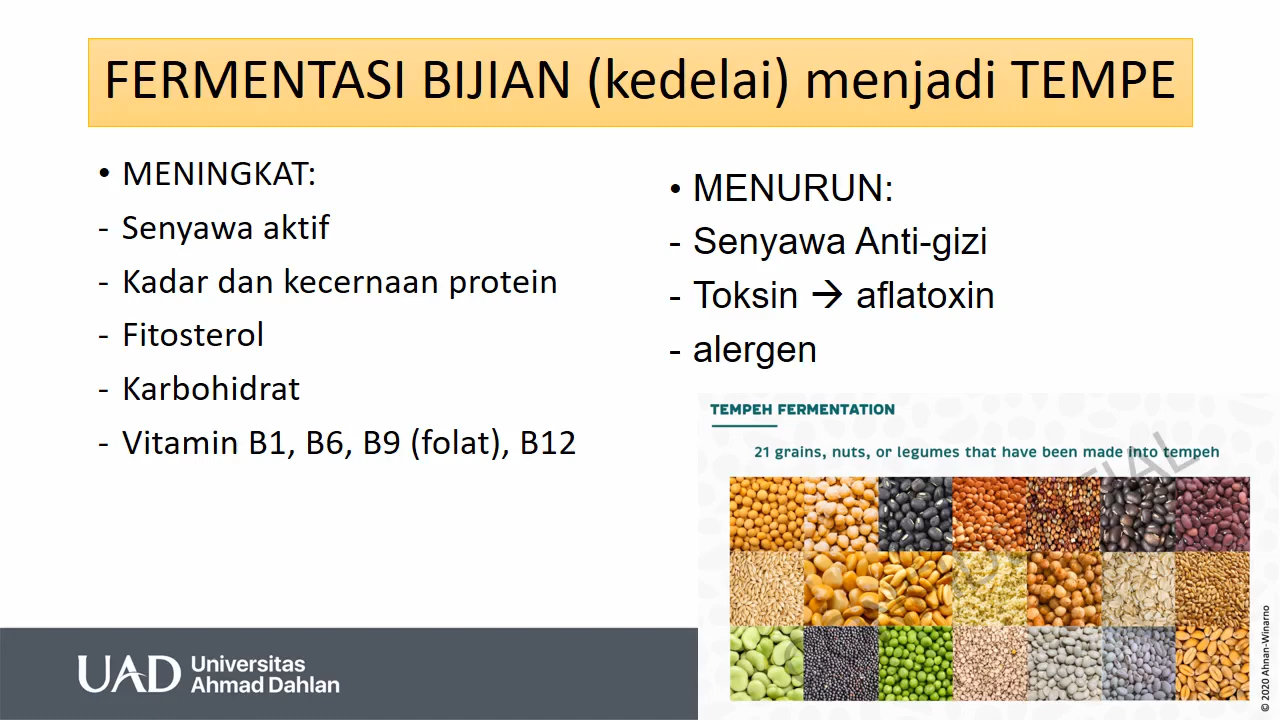 FERMENTASI BIJIAN (kedelai) menjadi TEMPE
• MENINGKAT:
- Senyawa aktif
- Kadar dan kecernaan protein
- Fitosterol
- Karbohidrat
- Vitamin B1, B6, B9 (folat), B12
• MENURUN:
- Senyawa Anti-gizi
- Toksin → aflatoxin
- alergen
TEMPEH FERMENTATION
21 grains, nuts, or legumes that have been made into tempeh
© 2020 Ahnan-Winarno
UAD Universitas
Ahmad Dahlan